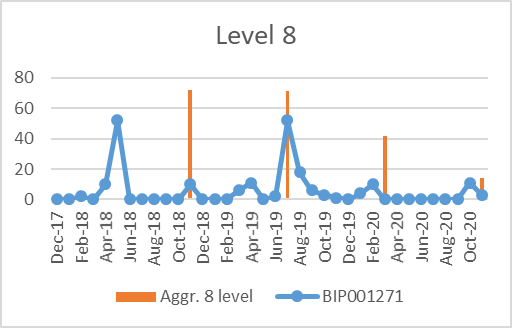 Level 8
80
60
40
20
0
Dec-17 Feb-18 Apr-18 Jun-18 Aug-18 Oct-18 Dec-18 Feb-19 Apr-19 Jun-19 Aug-19 Oct-19 Dec-19 Feb-20 Apr-20 Jun-20 Aug-20 Oct-20
Aggr. 8 level BIP001271